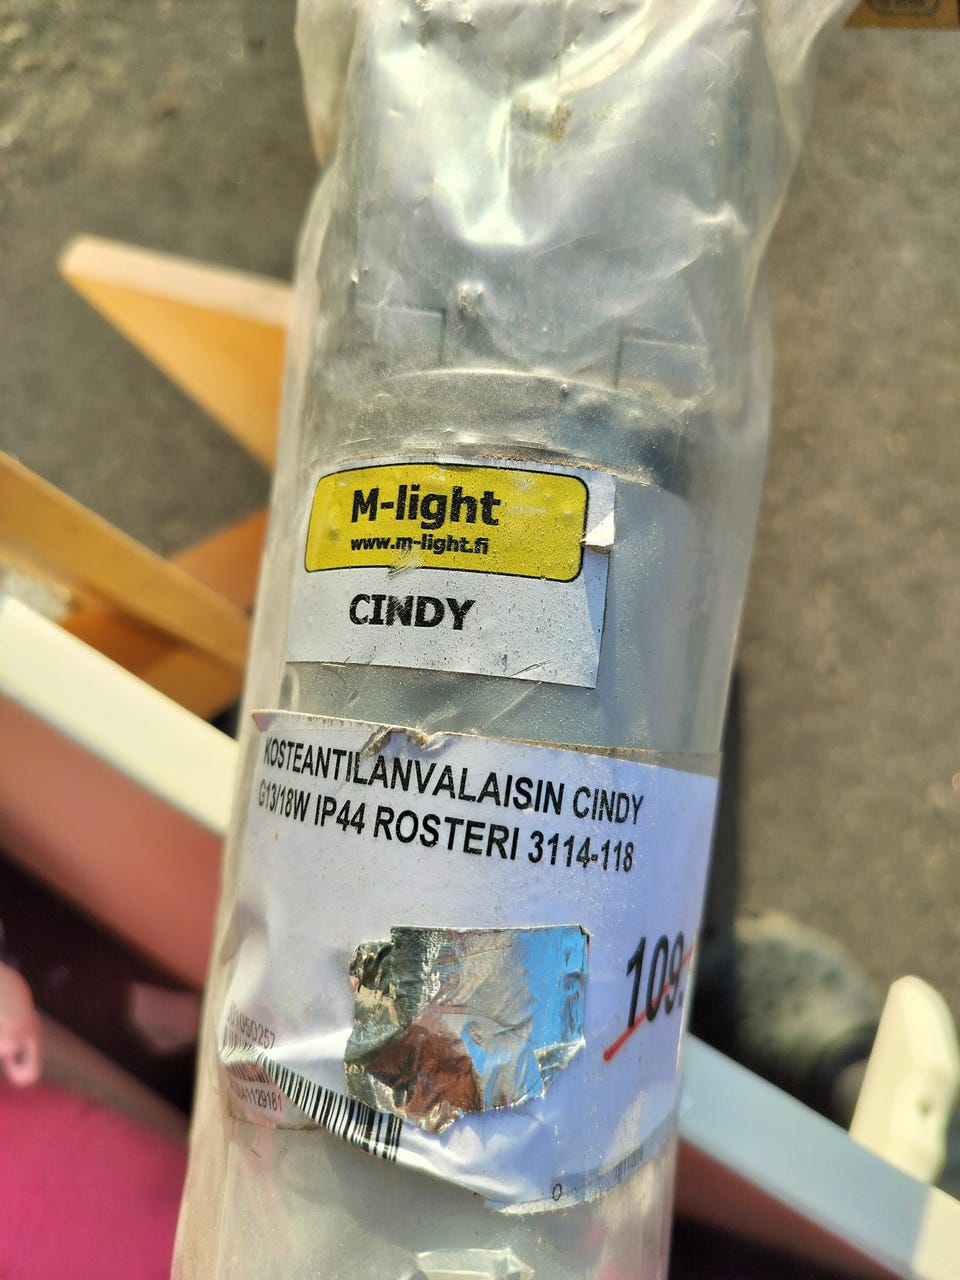 M-light
www.m-light.fi
CINDY
KOSTEANTILANVALAISIN CINDY
G13/18W IP44 ROSTERI 3114-118
109.